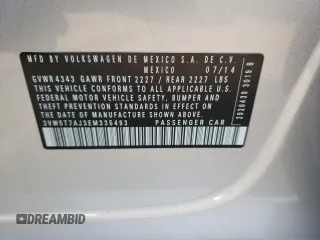 MFD BY VOLKSWAGEN DE MEXICO S.A. DE C.V.
MEXICO 07/14
GVWR 4343 GAWR FRONT 2227 / REAR 2227 LBS
THIS VEHICLE CONFORMS TO ALL APPLICABLE U.S.
FEDERAL MOTOR VEHICLE SAFETY, BUMPER AND
THEFT PREVENTION STANDARDS IN EFFECT ON THE
DATE OF MANUFACTURE SHOWN ABOVE.
3VW5T7AJ3EM335493 PASSENGER CAR
DREAMBID